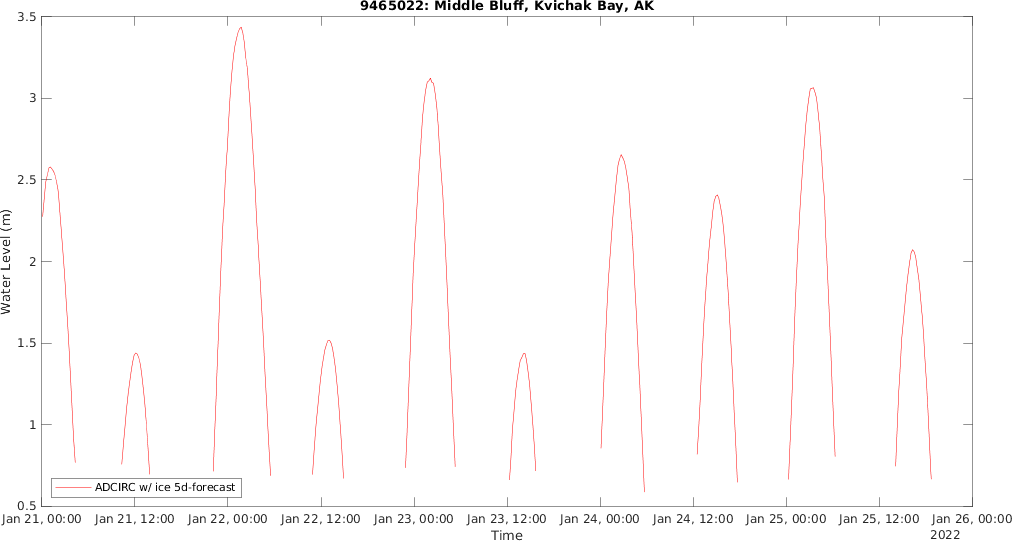 9465022: Middle Bluff, Kvichak Bay, AK
3.5
3
2.5
2
1.5
1
0.5
Water Level (m)
ADCIRC w/ ice 5d-forecast
Jan 21, 00:00 Jan 21, 12:00 Jan 22, 00:00 Jan 22, 12:00 Jan 23, 00:00 Jan 23, 12:00 Jan 24, 00:00 Jan 24, 12:00 Jan 25, 00:00 Jan 25, 12:00 Jan 26, 00:00
Time
2022